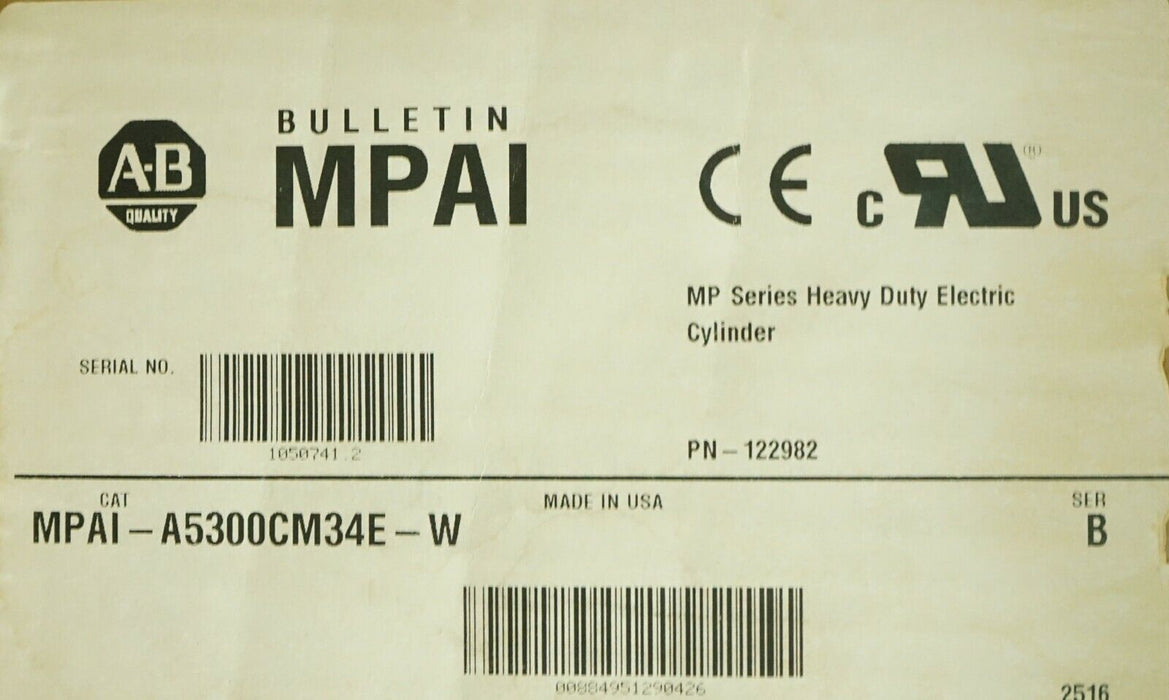 A-B
QUALITY
BULLETIN
MPAI
CE
c RU ® US
MP Series Heavy Duty Electric
Cylinder
SERIAL NO.
1050741.2
PN – 122982
CAT
MPAI – A5300CM34E – W
MADE IN USA
SER
B
00884951290426
2516